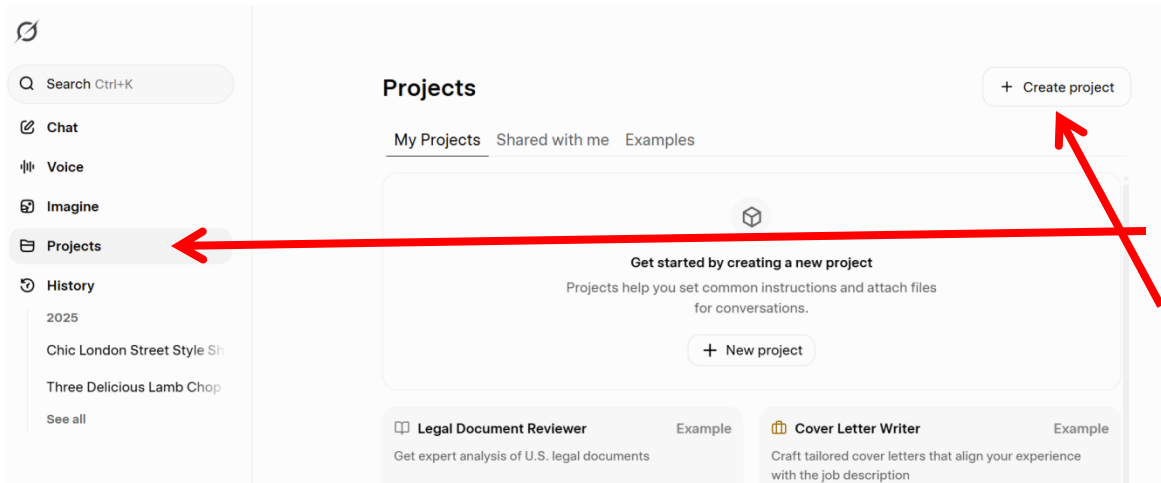 Search Ctrl+K
Chat
Voice
Imagine
Projects
History
2025
Chic London Street Style Sh
Three Delicious Lamb Chop
See all
Projects
+ Create project
My Projects Shared with me Examples
Get started by creating a new project
Projects help you set common instructions and attach files
for conversations.
+ New project
Legal Document Reviewer Example
Get expert analysis of U.S. legal documents
Cover Letter Writer Example
Craft tailored cover letters that align your experience
with the job description